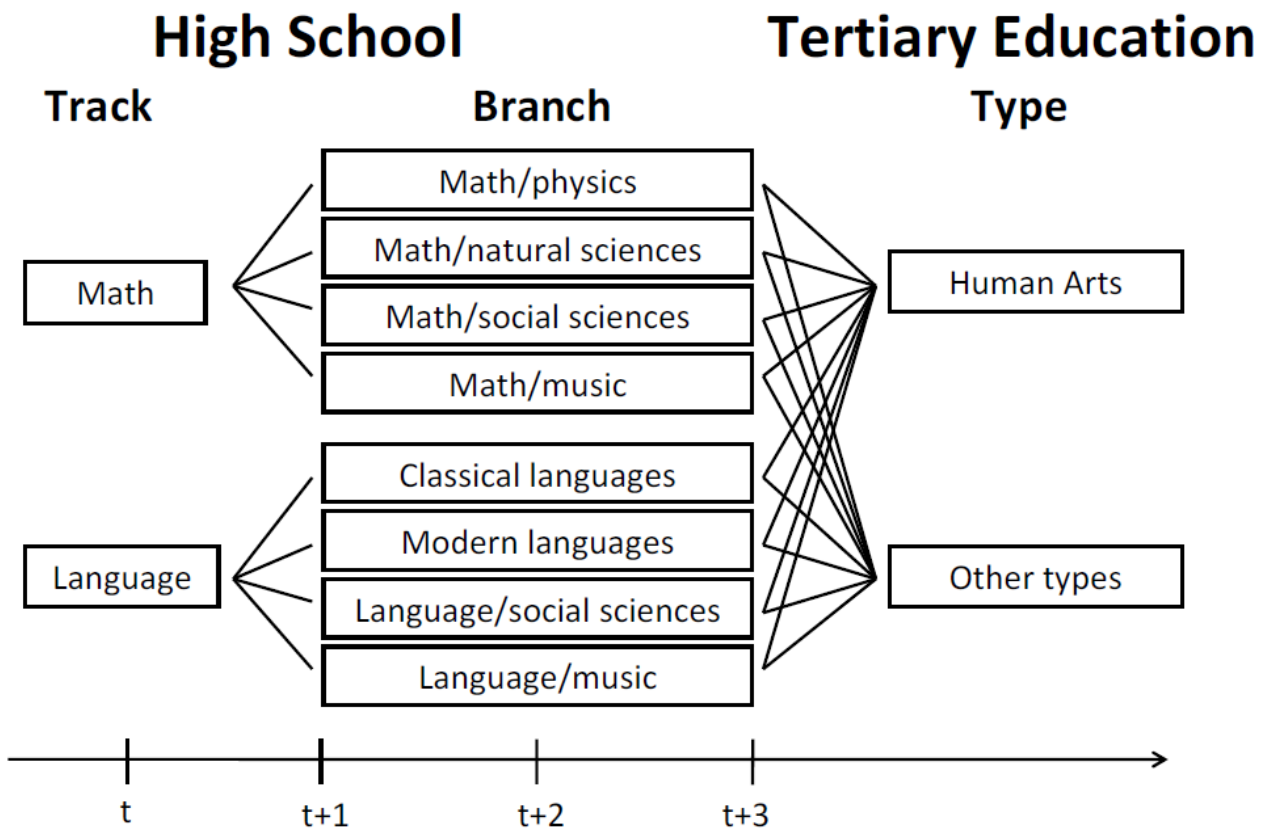 High School
Tertiary Education
Track
Branch
Type
Math/physics
Math/natural sciences
Math/social sciences
Math/music
Math
Human Arts
Classical languages
Modern languages
Language/social sciences
Language/music
Language
Other types
t
t+1
t+2
t+3